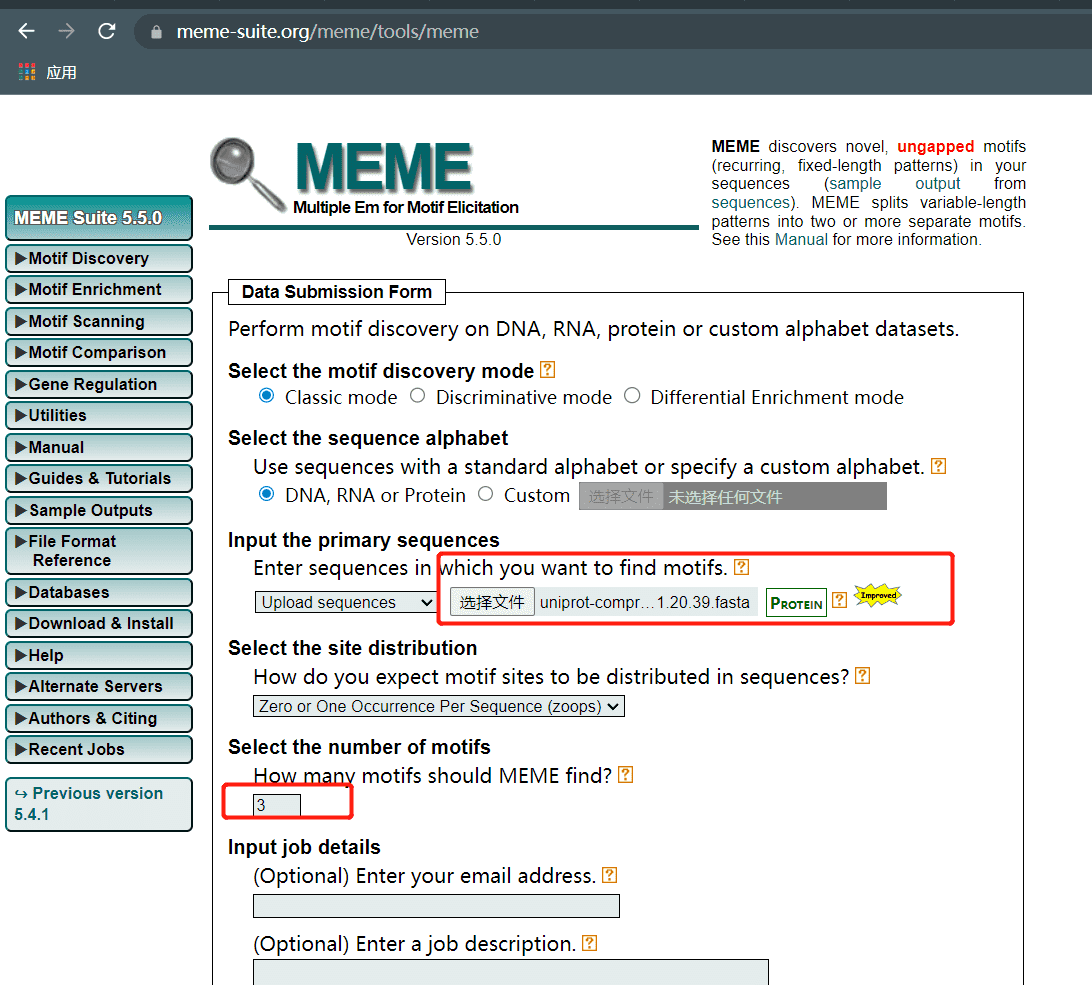 meme-suite.org/meme/tools/meme
应用
MEME
Multiple Em for Motif Elicitation
Version 5.5.0
MEME discovers novel, ungapped motifs
(recurring, fixed-length patterns) in your
sequences (sample output from
sequences). MEME splits variable-length
patterns into two or more separate motifs.
See this Manual for more information.
MEME Suite 5.5.0
▶Motif Discovery
▶Motif Enrichment
▶Motif Scanning
▶Motif Comparison
▶Gene Regulation
▶Utilities
▶Manual
▶Guides & Tutorials
▶Sample Outputs
▶File Format
Reference
▶Databases
▶Download & Install
▶Help
▶Alternate Servers
▶Authors & Citing
▶Recent Jobs
↪ Previous version
5.4.1
Data Submission Form
Perform motif discovery on DNA, RNA, protein or custom alphabet datasets.
Select the motif discovery mode ?
Classic mode Discriminative mode Differential Enrichment mode
Select the sequence alphabet
Use sequences with a standard alphabet or specify a custom alphabet. ?
DNA, RNA or Protein Custom 选择文件 未选择任何文件
Input the primary sequences
Enter sequences in which you want to find motifs. ?
Upload sequences 选择文件 uniprot-compr...1.20.39.fasta PROTEIN ? Improved
Select the site distribution
How do you expect motif sites to be distributed in sequences? ?
Zero or One Occurrence Per Sequence (zoops)
Select the number of motifs
How many motifs should MEME find? ?
3
Input job details
(Optional) Enter your email address. ?
(Optional) Enter a job description. ?